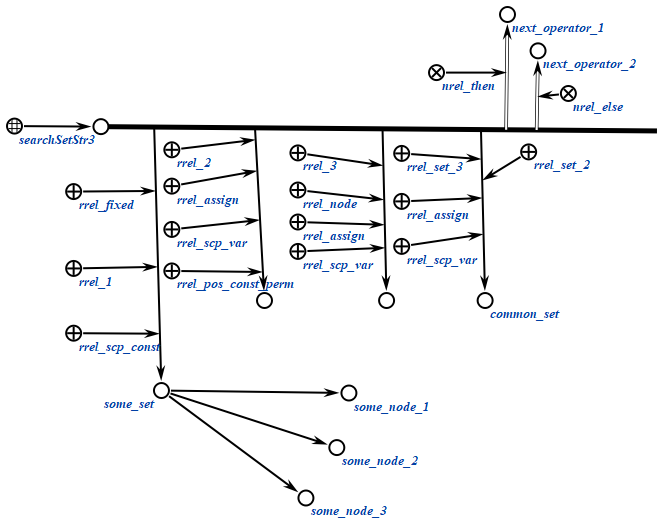 next_operator_1
next_operator_2
nrel_then
nrel_else
searchSetStr3
rrel_2
rrel_3
rrel_set_3
rrel_set_2
rrel_fixed
rrel_assign
rrel_node
rrel_assign
rrel_scp_var
rrel_assign
rrel_scp_var
rrel_scp_var
rrel_1
rrel_pos_const_perm
common_set
rrel_scp_const
some_set
some_node_1
some_node_2
some_node_3